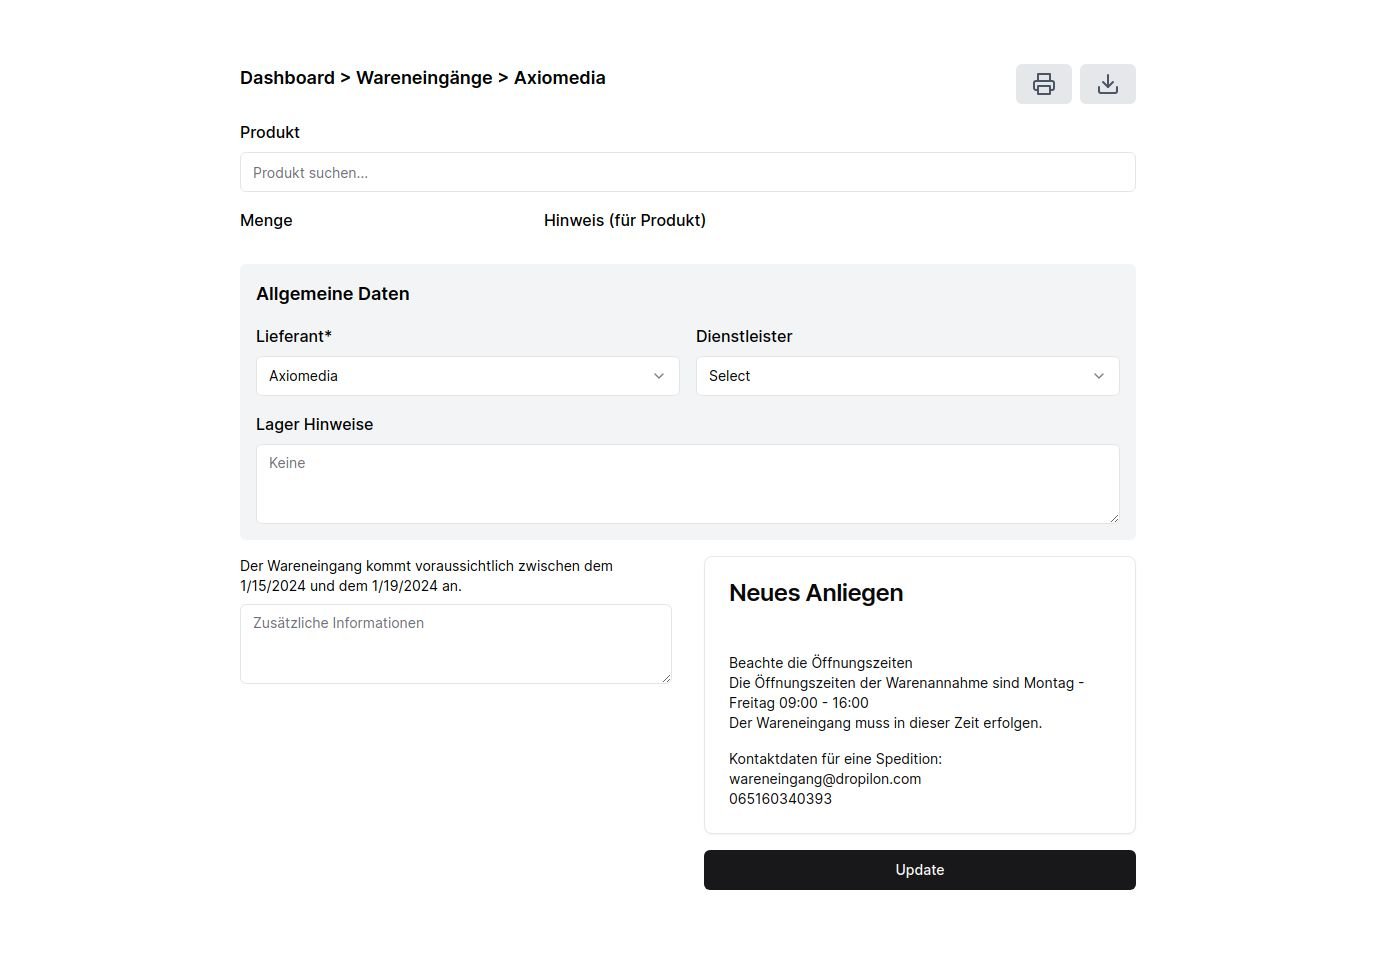 Dashboard > Wareneingänge > Axiomedia
Produkt
Produkt suchen...
Menge
Hinweis (für Produkt)
Allgemeine Daten
Lieferant*
Dienstleister
Axiomedia
Select
Lager Hinweise
Keine
Der Wareneingang kommt voraussichtlich zwischen dem
1/15/2024 und dem 1/19/2024 an.
Zusätzliche Informationen
Neues Anliegen
Beachte die Öffnungszeiten
Die Öffnungszeiten der Warenannahme sind Montag -
Freitag 09:00 - 16:00
Der Wareneingang muss in dieser Zeit erfolgen.
Kontaktdaten für eine Spedition:
wareneingang@dropilon.com
065160340393
Update